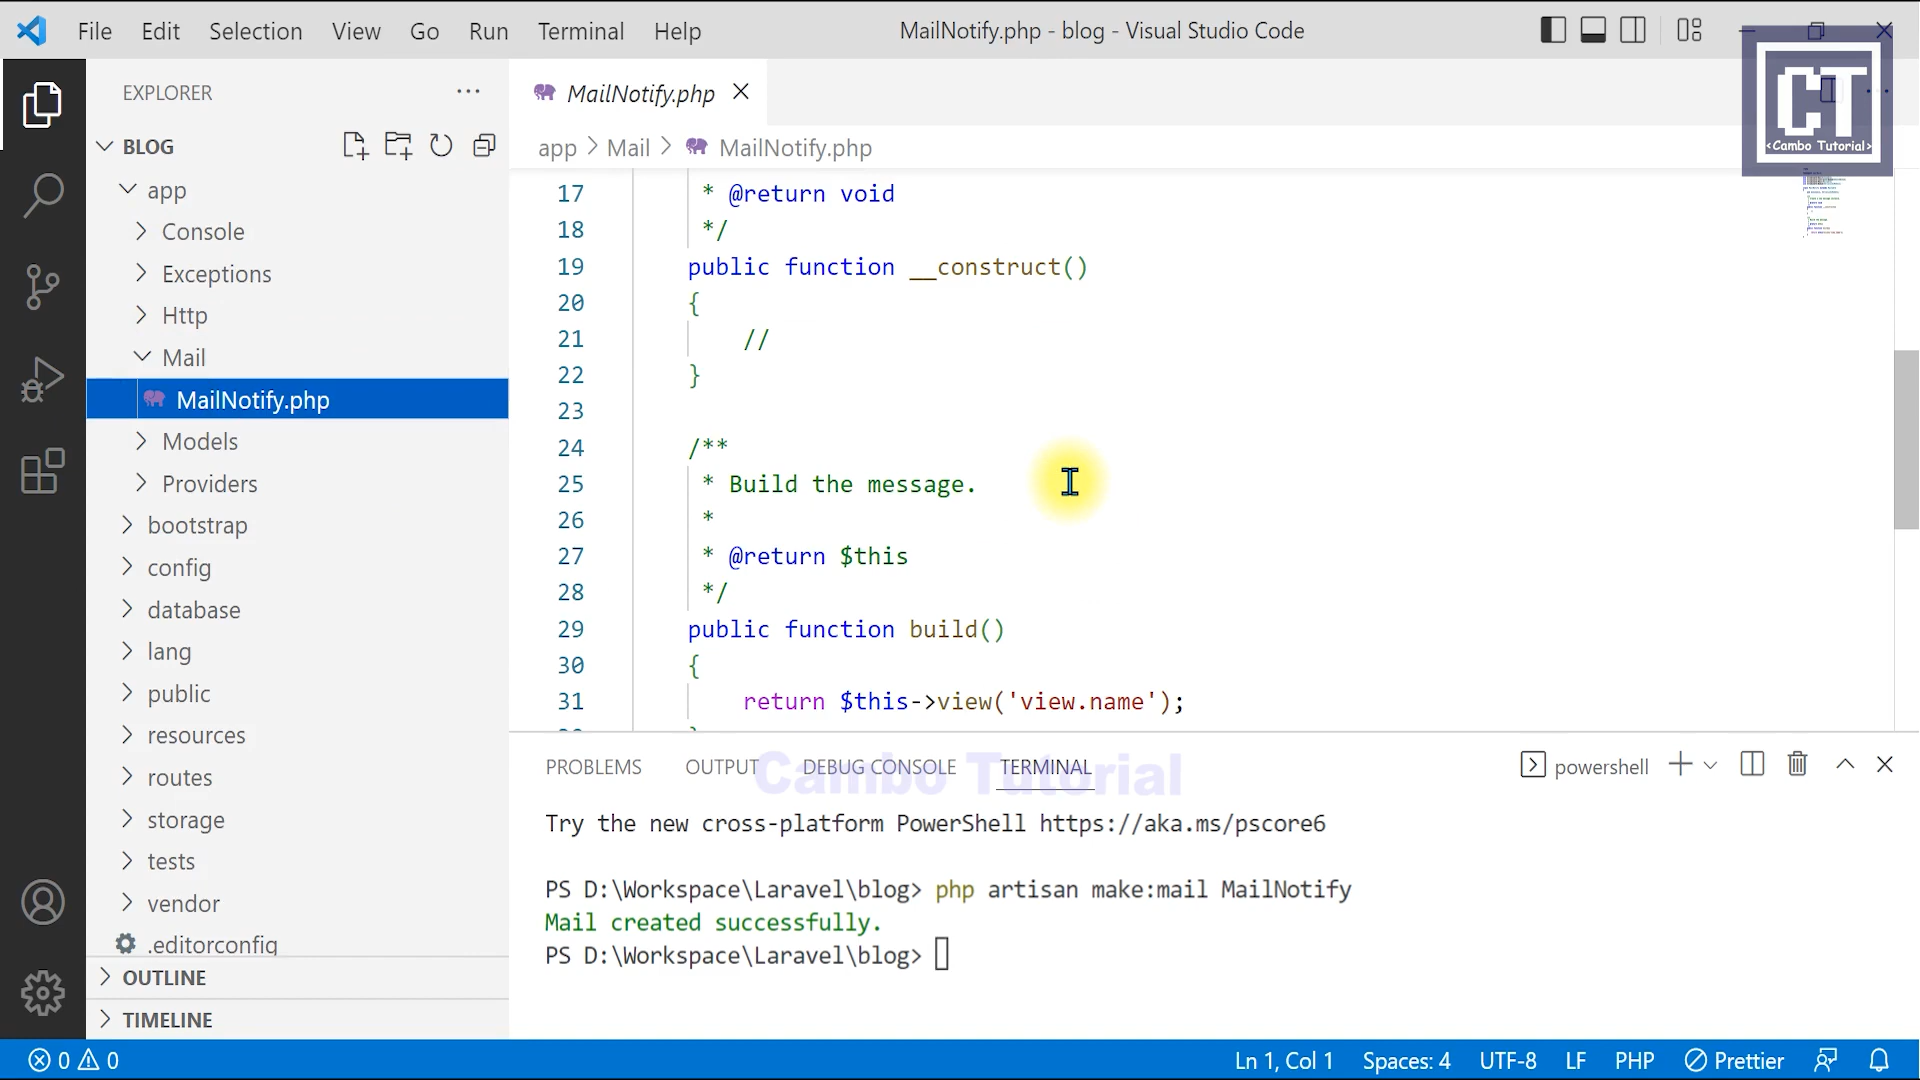 File Edit Selection View Go Run Terminal Help
MailNotify.php - blog - Visual Studio Code
CT
<Cambo Tutorial>
EXPLORER
BLOG
app
Console
Exceptions
Http
Mail
MailNotify.php
Models
Providers
bootstrap
config
database
lang
public
resources
routes
storage
tests
vendor
.editorconfig
OUTLINE
TIMELINE
MailNotify.php
app > Mail > MailNotify.php
17 * @return void
18 */
19 public function __construct()
20 {
21 //
22 }
23
24 /**
25 * Build the message.
26 *
27 * @return $this
28 */
29 public function build()
30 {
31 return $this->view('view.name');
PROBLEMS OUTPUT DEBUG CONSOLE TERMINAL
Cambo Tutorial
powershell
Try the new cross-platform PowerShell https://aka.ms/pscore6
PS D:\Workspace\Laravel\blog> php artisan make:mail MailNotify
Mail created successfully.
PS D:\Workspace\Laravel\blog>
0 0
Ln 1, Col 1 Spaces: 4 UTF-8 LF PHP Prettier